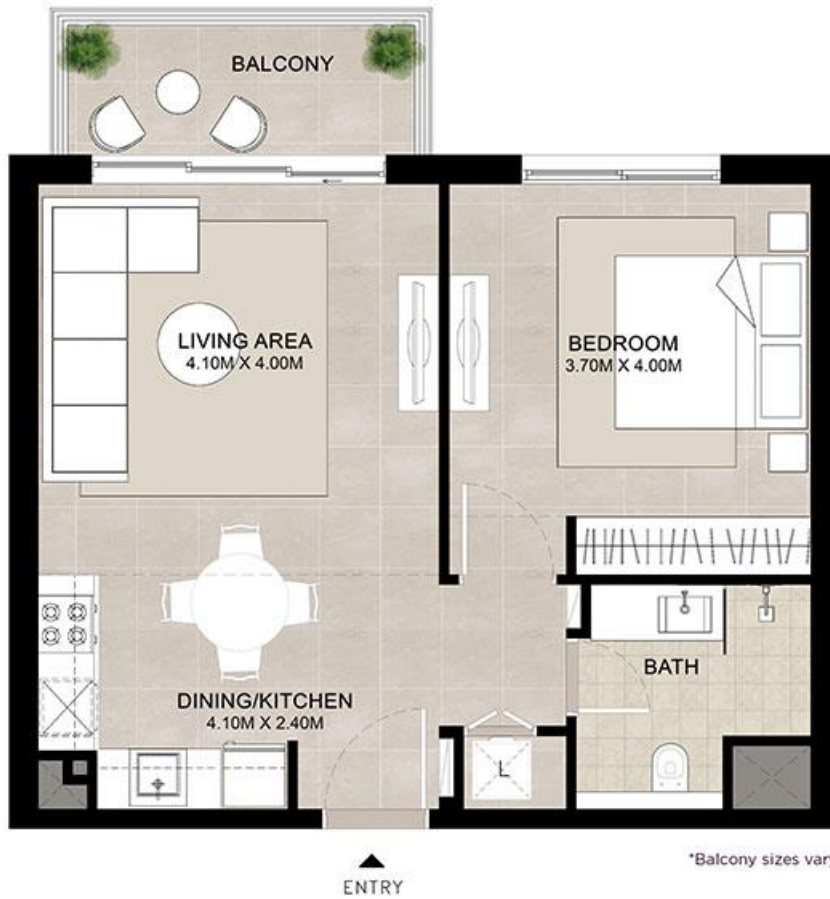 BALCONY
LIVING AREA
4.10M X 4.00M
BEDROOM
3.70M X 4.00M
BATH
DINING/KITCHEN
4.10M X 2.40M
L
*Balcony sizes vary
ENTRY